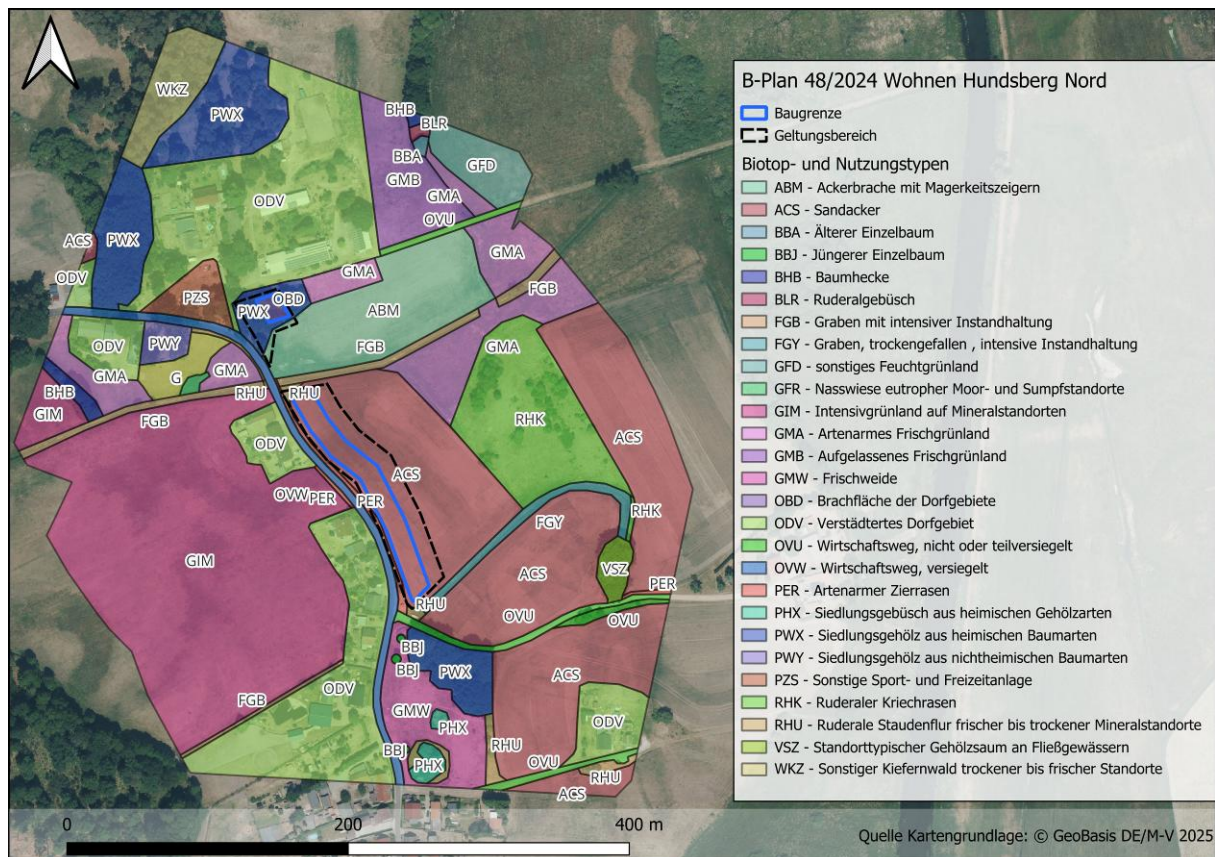 B-Plan 48/2024 Wohnen Hundsberg Nord
Baugrenze
Geltungsbereich
Biotop- und Nutzungstypen
ABM - Ackerbrache mit Magerkeitszeigern
ACS - Sandacker
BBA - Älterer Einzelbaum
BBJ - Jüngerer Einzelbaum
BHB - Baumhecke
BLR - Ruderalgebüsch
FGB - Graben mit intensiver Instandhaltung
FGY - Graben, trockengefallen , intensive Instandhaltung
GFD - sonstiges Feuchtgrünland
GFR - Nasswiese eutropher Moor- und Sumpfstandorte
GIM - Intensivgrünland auf Mineralstandorten
GMA - Artenarmes Frischgrünland
GMB - Aufgelassenes Frischgrünland
GMW - Frischweide
OBD - Brachfläche der Dorfgebiete
ODV - Verstädtertes Dorfgebiet
OVU - Wirtschaftsweg, nicht oder teilversiegelt
OVW - Wirtschaftsweg, versiegelt
PER - Artenarmer Zierrasen
PHX - Siedlungsgebüsch aus heimischen Gehölzarten
PWX - Siedlungsgehölz aus heimischen Baumarten
PWY - Siedlungsgehölz aus nichtheimischen Baumarten
PZS - Sonstige Sport- und Freizeitanlage
RHK - Ruderaler Kriechrasen
RHU - Ruderale Staudenflur frischer bis trockener Mineralstandorte
VSZ - Standorttypischer Gehölzsaum an Fließgewässern
WKZ - Sonstiger Kiefernwald trockener bis frischer Standorte
WKZ
PWX
BHB
BLR
BBA
GFD
GMB
GMA
ODV
OVU
PWX
ACS
ODV
GMA
GMA
FGB
PZS
PWX
OBD
ABM
ODV
PWY
FGB
GMA
GMA
G
GMA
BHB
GIM
RHU
RHU
FGB
RHK
ODV
ACS
ACS
OVW
PER
PER
FGY
RHK
GIM
ACS
VSZ
PER
RHU
OVU
OVU
BBJ
BBJ
PWX
ACS
FGB
ODV
GMW
PHX
ODV
BBJ
RHU
OVU
PHX
RHU
ACS
0
200
400 m
Quelle Kartengrundlage: © GeoBasis DE/M-V 2025